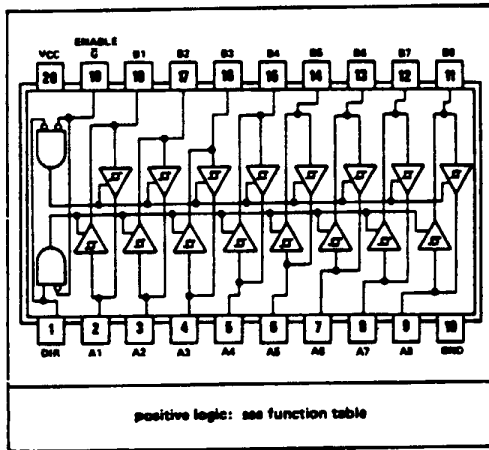 VCC ENABLE G̅ B1 B2 B3 B4 B5 B6 B7 B8
20 19 18 17 16 15 14 13 12 11
1 2 3 4 5 6 7 8 9 10
DIR A1 A2 A3 A4 A5 A6 A7 A8 GND
positive logic: see function table